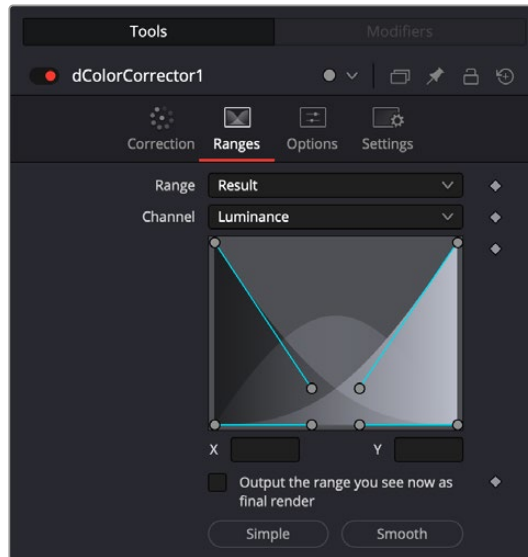 Tools
Modifiers
dColorCorrector1
Correction
Ranges
Options
Settings
Range
Result
Channel
Luminance
X
Y
Output the range you see now as
final render
Simple
Smooth